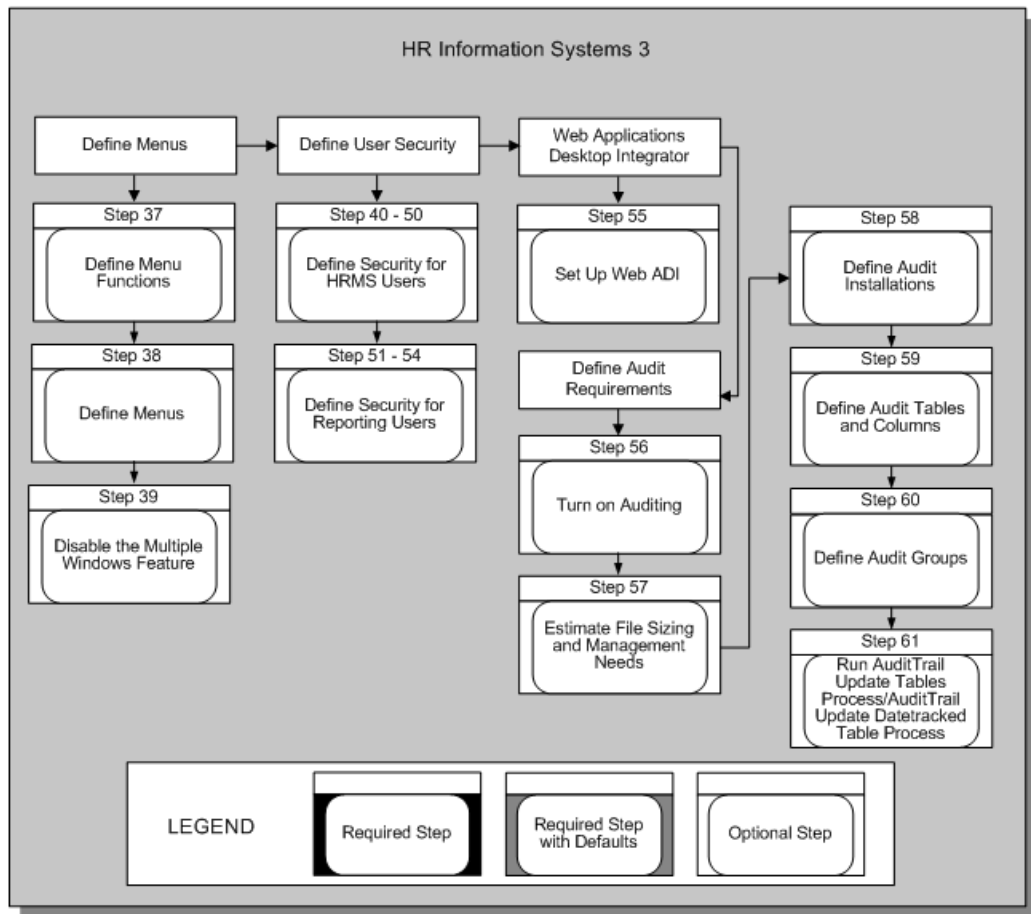 HR Information Systems 3
Define Menus
Define User Security
Web Applications
Desktop Integrator
Step 37
Define Menu
Functions
Step 38
Define Menus
Step 39
Disable the Multiple
Windows Feature
Step 40 - 50
Define Security for
HRMS Users
Step 51 - 54
Define Security for
Reporting Users
Step 55
Set Up Web ADI
Define Audit
Requirements
Step 56
Turn on Auditing
Step 57
Estimate File Sizing
and Management
Needs
Step 58
Define Audit
Installations
Step 59
Define Audit Tables
and Columns
Step 60
Define Audit Groups
Step 61
Run AuditTrail
Update Tables
Process/AuditTrail
Update Datetracked
Table Process
LEGEND
Required Step
Required Step
with Defaults
Optional Step